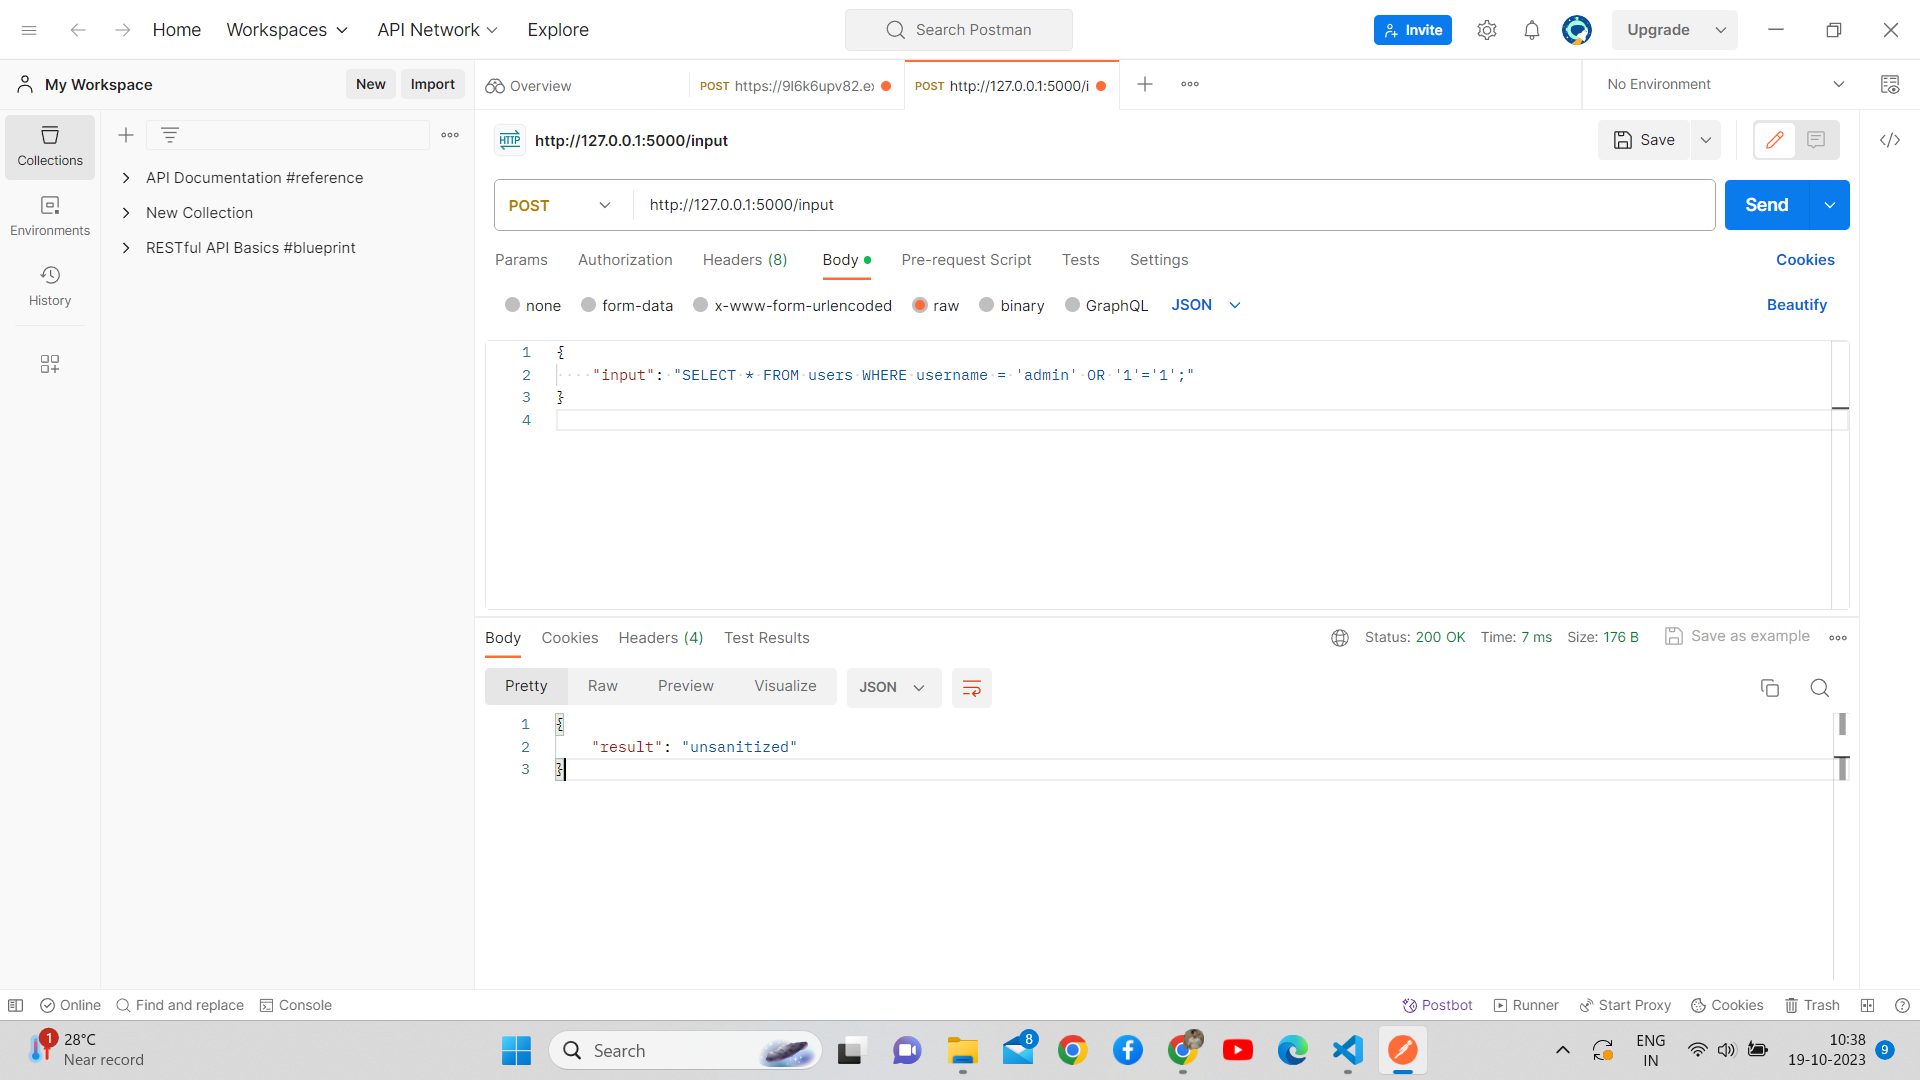 Home Workspaces API Network Explore Search Postman Invite Upgrade
My Workspace New Import Overview POST https://9l6k6upv82.ex POST http://127.0.0.1:5000/i No Environment
HTTP http://127.0.0.1:5000/input Save
Collections
Environments
History
API Documentation #reference
New Collection
RESTful API Basics #blueprint
POST http://127.0.0.1:5000/input Send
Params Authorization Headers (8) Body Pre-request Script Tests Settings Cookies
none form-data x-www-form-urlencoded raw binary GraphQL JSON Beautify
1 {
2 "input": "SELECT * FROM users WHERE username = 'admin' OR '1'='1';"
3 }
4
Body Cookies Headers (4) Test Results Status: 200 OK Time: 7 ms Size: 176 B Save as example
Pretty Raw Preview Visualize JSON
1 {
2 "result": "unsanitized"
3 }
Online Find and replace Console Postbot Runner Start Proxy Cookies Trash
1 28°C
Near record
Search 8
ENG
IN
10:38
19-10-2023 9